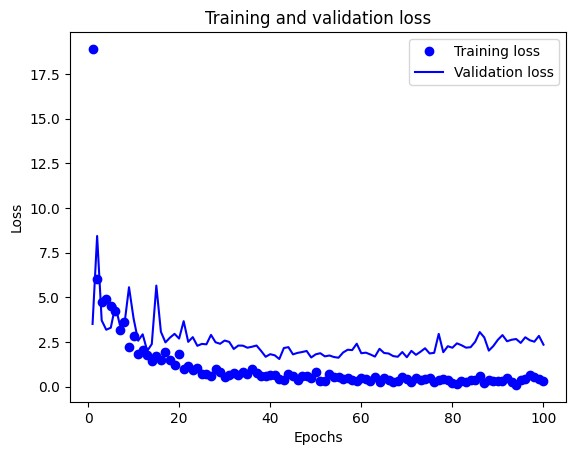 Training and validation loss
Training loss
Validation loss
17.5
15.0
12.5
10.0
7.5
5.0
2.5
0.0
Loss
0 20 40 60 80 100
Epochs